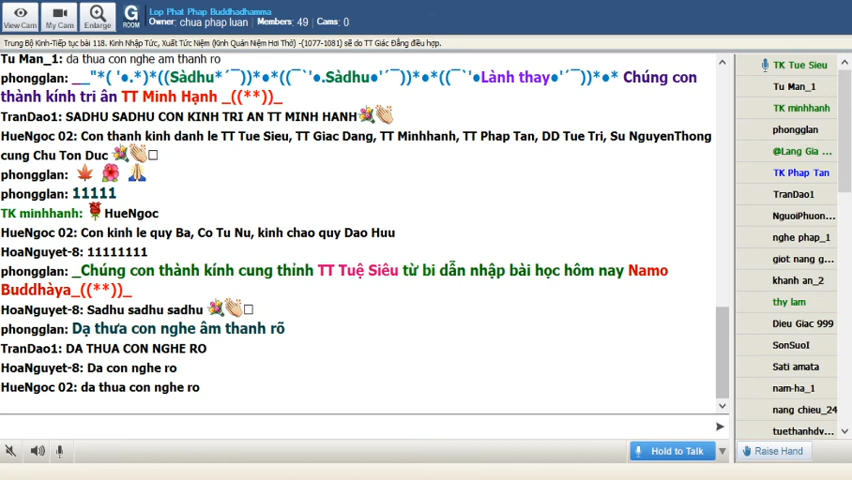 View Cam
My Cam
Enlarge
G
ROOM
Lop Phat Phap Buddhadhamma
Owner: chua phap luan / Members: 49 / Cams: 0
Trung Bộ Kinh-Tiếp tục bài 118. Kinh Nhập Tức, Xuất Tức Niệm (Kinh Quán Niệm Hơi Thở) -(1077-1081) sẽ do TT Giác Đẳng điều hợp.
Tu Man_1: da thua con nghe am thanh ro
phongglan: __"*( '●.*)*((Sàdhu*´¯`))*●*((¯`'●.Sàdhu●'´¯`))*●*((¯`'●Lành thay●'´¯`))*●* Chúng con
thành kính tri ân TT Minh Hạnh _((**))_
TranDao1: SADHU SADHU CON KINH TRI AN TT MINH HANH
HueNgoc 02: Con thanh kinh danh le TT Tue Sieu, TT Giac Dang, TT Minhhanh, TT Phap Tan, DD Tue Tri, Su NguyenThong
cung Chu Ton Duc
phongglan:
phongglan: 11111
TK minhhanh: HueNgoc
HueNgoc 02: Con kinh le quy Ba, Co Tu Nu, kinh chao quy Dao Huu
HoaNguyet-8: 11111111
phongglan: _Chúng con thành kính cung thỉnh TT Tuệ Siêu từ bi dẫn nhập bài học hôm nay Namo
Buddhàya_((**))_
HoaNguyet-8: Sadhu sadhu sadhu
phongglan: Dạ thưa con nghe âm thanh rõ
TranDao1: DA THUA CON NGHE RO
HoaNguyet-8: Da con nghe ro
HueNgoc 02: da thua con nghe ro
Hold to Talk
TK Tue Sieu
Tu Man_1
TK minhhanh
phongglan
@Lang Gia ...
TK Phap Tan
TranDao1
NguoiPhuon...
nghe phap_1
giot nang g...
khanh an_2
thy lam
Dieu Giac 999
SonSuoI
Sati amata
nam-ha_1
nang chieu_24
tuethanhdv...
Raise Hand